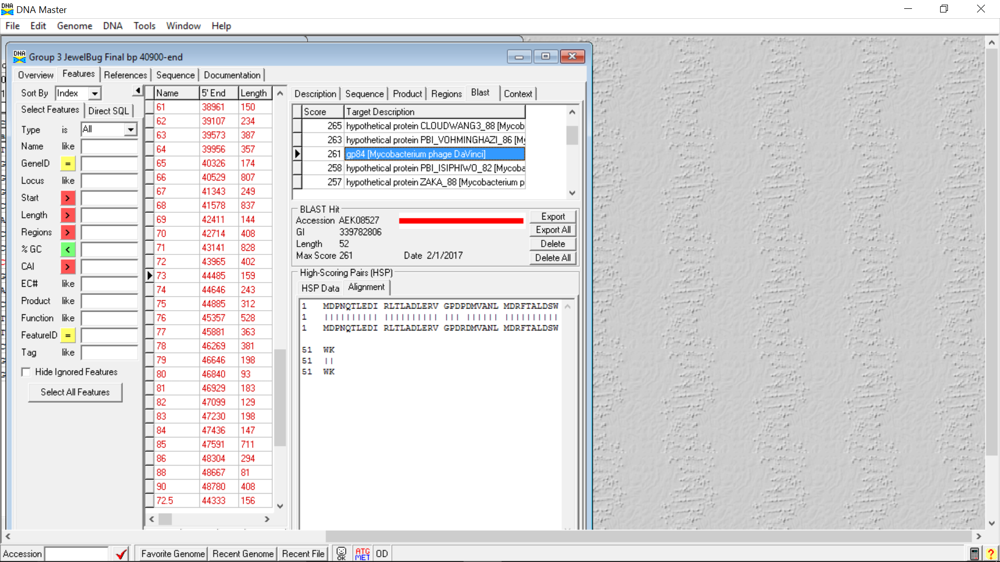 DNA Master
File Edit Genome DNA Tools Window Help
Group 3 JewelBug Final bp 40900-end
Overview Features References Sequence Documentation
Sort By Index
Select Features Direct SQL
Type is All
Name like
GeneID =
Locus like
Start >
Length >
Regions >
% GC <
CAI >
EC# like
Product like
Function like
FeatureID =
Tag like
Hide Ignored Features
Select All Features
Name 5' End Length
61 38961 150
62 39107 234
63 39573 387
64 39956 357
65 40326 174
66 40529 807
67 41343 249
68 41578 837
69 42411 144
70 42714 408
71 43141 828
72 43965 402
73 44485 159
74 44646 243
75 44885 312
76 45357 528
77 45881 363
78 46269 381
79 46646 198
80 46840 93
81 46929 183
82 47099 129
83 47230 198
84 47436 147
85 47591 711
86 48304 294
88 48667 81
90 48780 408
72.5 44333 156
Description Sequence Product Regions Blast Context
Score Target Description
265 hypothetical protein CLOUDWANG3_88 [Mycob
263 hypothetical protein PBI_VOHMINGHAZI_86 [My
261 gp84 [Mycobacterium phage DaVinci]
258 hypothetical protein PBI_ISIPHIWO_82 [Mycoba
257 hypothetical protein ZAKA_88 [Mycobacterium p
BLAST Hit
Accession AEK08527
GI 339782806
Length 52
Max Score 261 Date 2/1/2017
Export
Export All
Delete
Delete All
High-Scoring Pairs (HSP)
HSP Data Alignment
1 MDPNQTLEDI RLTLADLERV GPDPDMVANL MDRFTALDSW
1 |||||||||| |||||||||| ||| |||||| ||||||||||
1 MDPNQTLEDI RLTLADLERV GPDRDMVANL MDRFTALDSW
51 WK
51 ||
51 WK
Accession Favorite Genome Recent Genome Recent File OK ATG MET OD ?